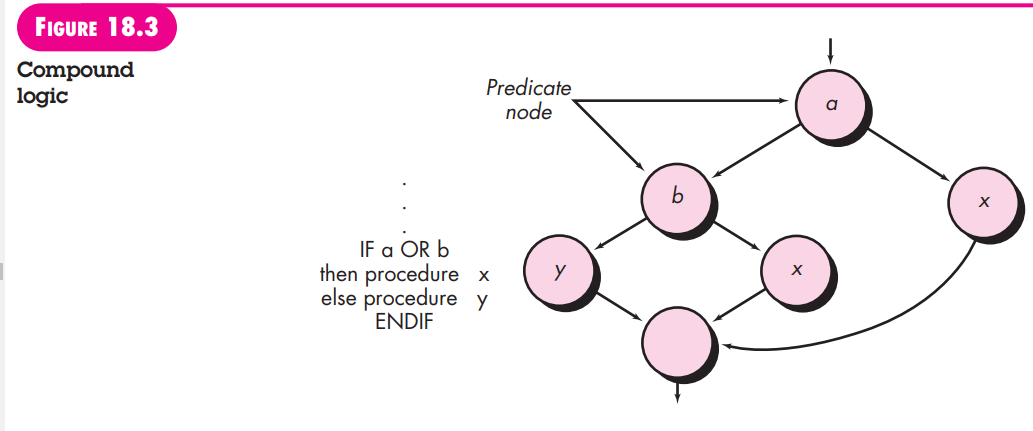 FIGURE 18.3
Compound
logic
Predicate
node
a
b
x
y
x
.
.
.
IF a OR b
then procedure x
else procedure y
ENDIF